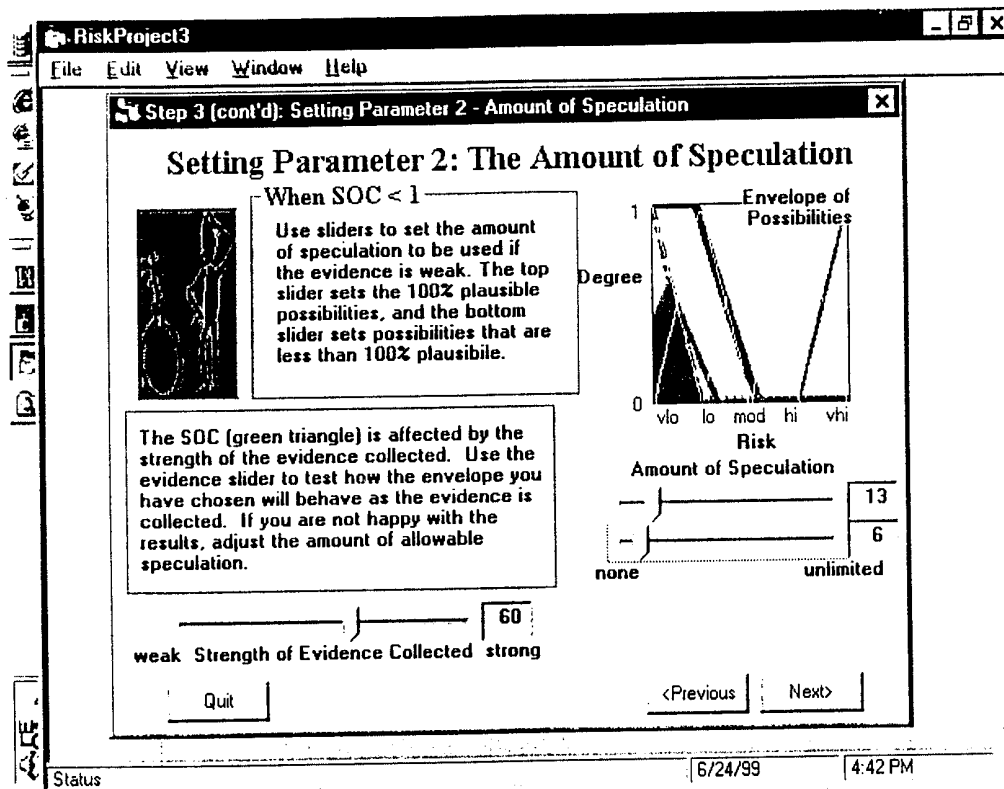 RiskProject3
File Edit View Window Help
Step 3 (cont'd): Setting Parameter 2 - Amount of Speculation
Setting Parameter 2: The Amount of Speculation
When SOC < 1
Use sliders to set the amount
of speculation to be used if
the evidence is weak. The top
slider sets the 100% plausible
possibilities, and the bottom
slider sets possibilities that are
less than 100% plausibile.
Envelope of
Possibilities
1
Degree
0
vlo lo mod hi vhi
Risk
The SOC (green triangle) is affected by the
strength of the evidence collected. Use the
evidence slider to test how the envelope you
have chosen will behave as the evidence is
collected. If you are not happy with the
results, adjust the amount of allowable
speculation.
Amount of Speculation
13
6
none unlimited
60
weak Strength of Evidence Collected strong
Quit
<Previous Next>
Status 6/24/99 4:42 PM